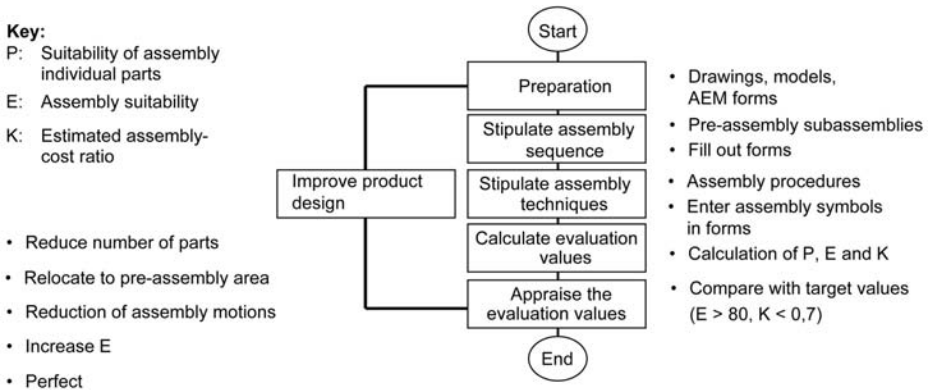 Key:
P: Suitability of assembly
individual parts
E: Assembly suitability
K: Estimated assembly-
cost ratio
Start
Preparation
Stipulate assembly
sequence
Improve product
design
Stipulate assembly
techniques
Calculate evaluation
values
Appraise the
evaluation values
End
• Drawings, models,
AEM forms
• Pre-assembly subassemblies
• Fill out forms
• Assembly procedures
• Enter assembly symbols
in forms
• Calculation of P, E and K
• Compare with target values
(E > 80, K < 0,7)
• Reduce number of parts
• Relocate to pre-assembly area
• Reduction of assembly motions
• Increase E
• Perfect